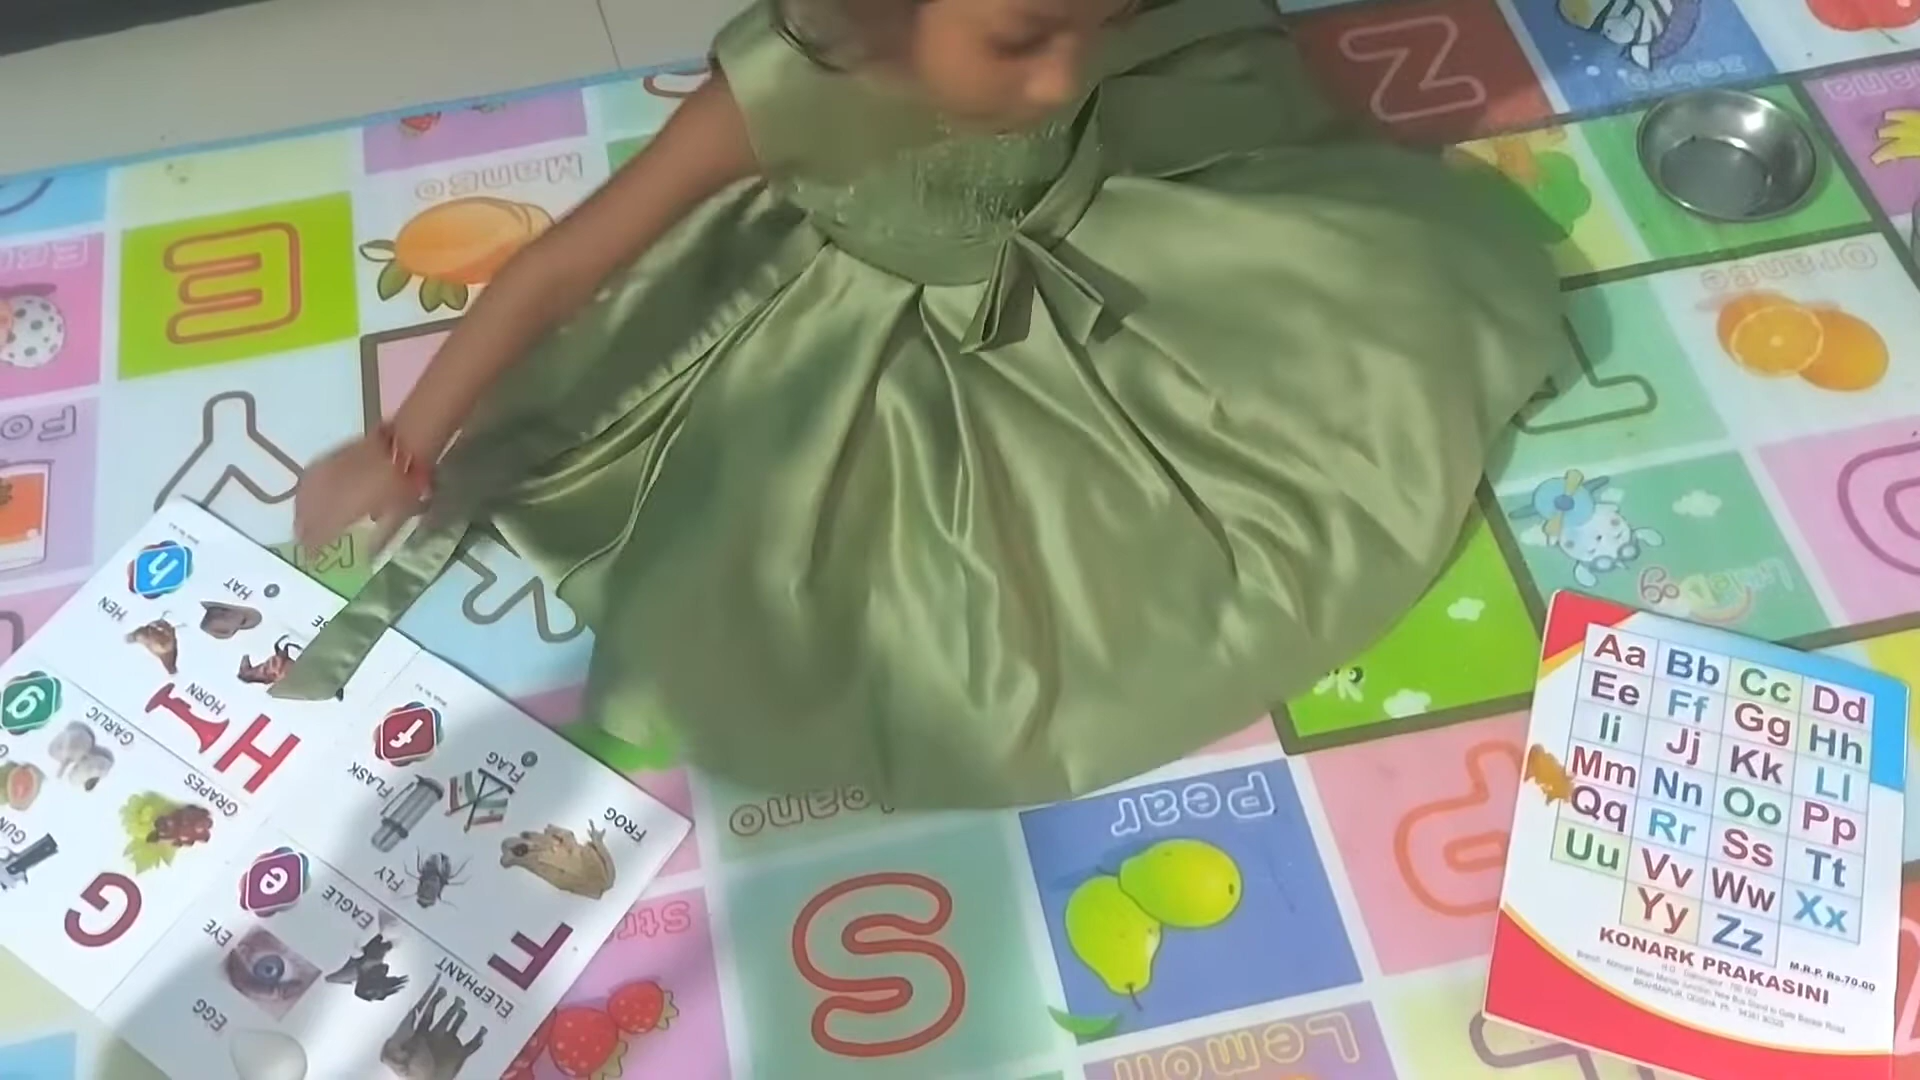 Mango
E
Z
zebra
Orange
h
HAT
HEN
HORN
H
g
GARLIC
GRAPES
GUN
G
f
FLAG
FLASK
FROG
FLY
F
e
EAGLE
EYE
ELEPHANT
EGG
Pear
S
Lemon
Aa Bb Cc Dd
Ee Ff Gg Hh
Ii Jj Kk Ll
Mm Nn Oo Pp
Qq Rr Ss Tt
Uu Vv Ww Xx
Yy Zz
M.R.P. Rs.70.00
KONARK PRAKASINI